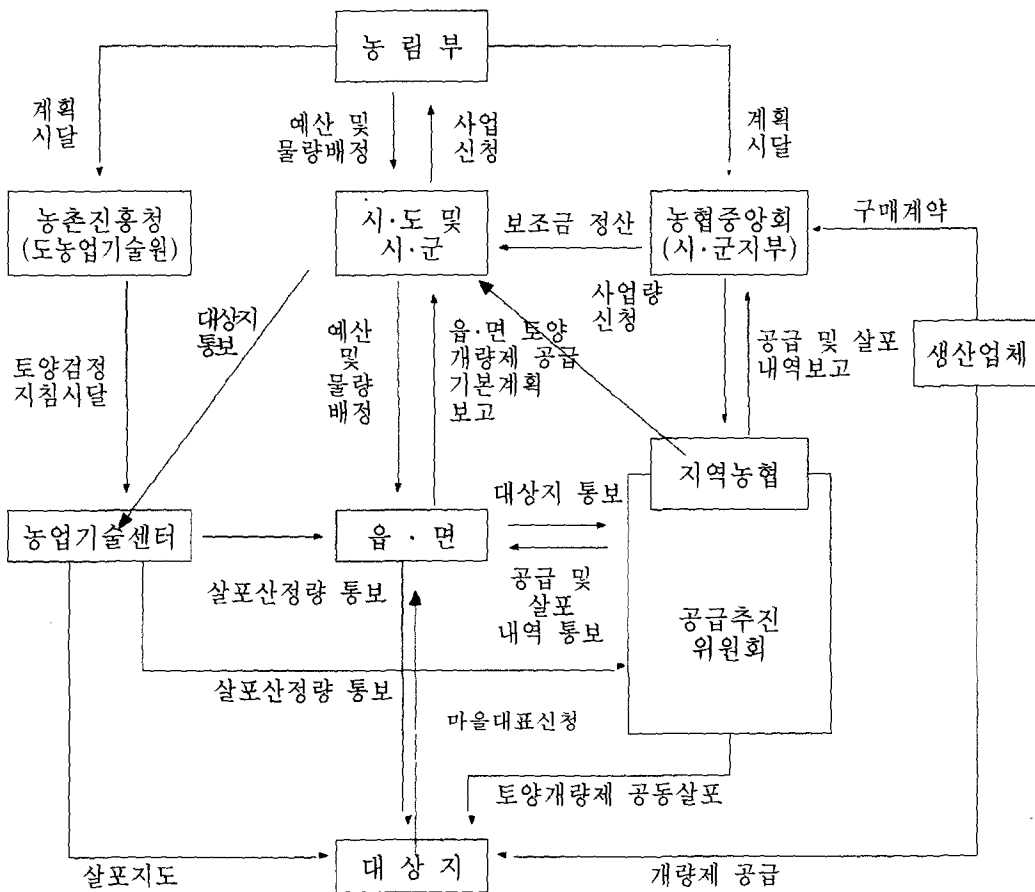 농 림 부
계획
시달
예산 및
물량배정
사업
신청
계획
시달
농촌진흥청
(도농업기술원)
시·도 및
시·군
보조금 정산
농협중앙회
(시·군지부)
구매계약
대상지
통보
예산
및
물량
배정
읍·면 토양
개량제 공급
기본계획
보고
사업량
신청
공급 및 살포
내역보고
생산업체
토양검정
지침시달
지역농협
대상지 통보
농업기술센터
읍 · 면
살포산정량 통보
공급 및
살포
내역 통보
공급추진
위원회
살포산정량 통보
마을대표신청
토양개량제 공동살포
대 상 지
살포지도
개량제 공급